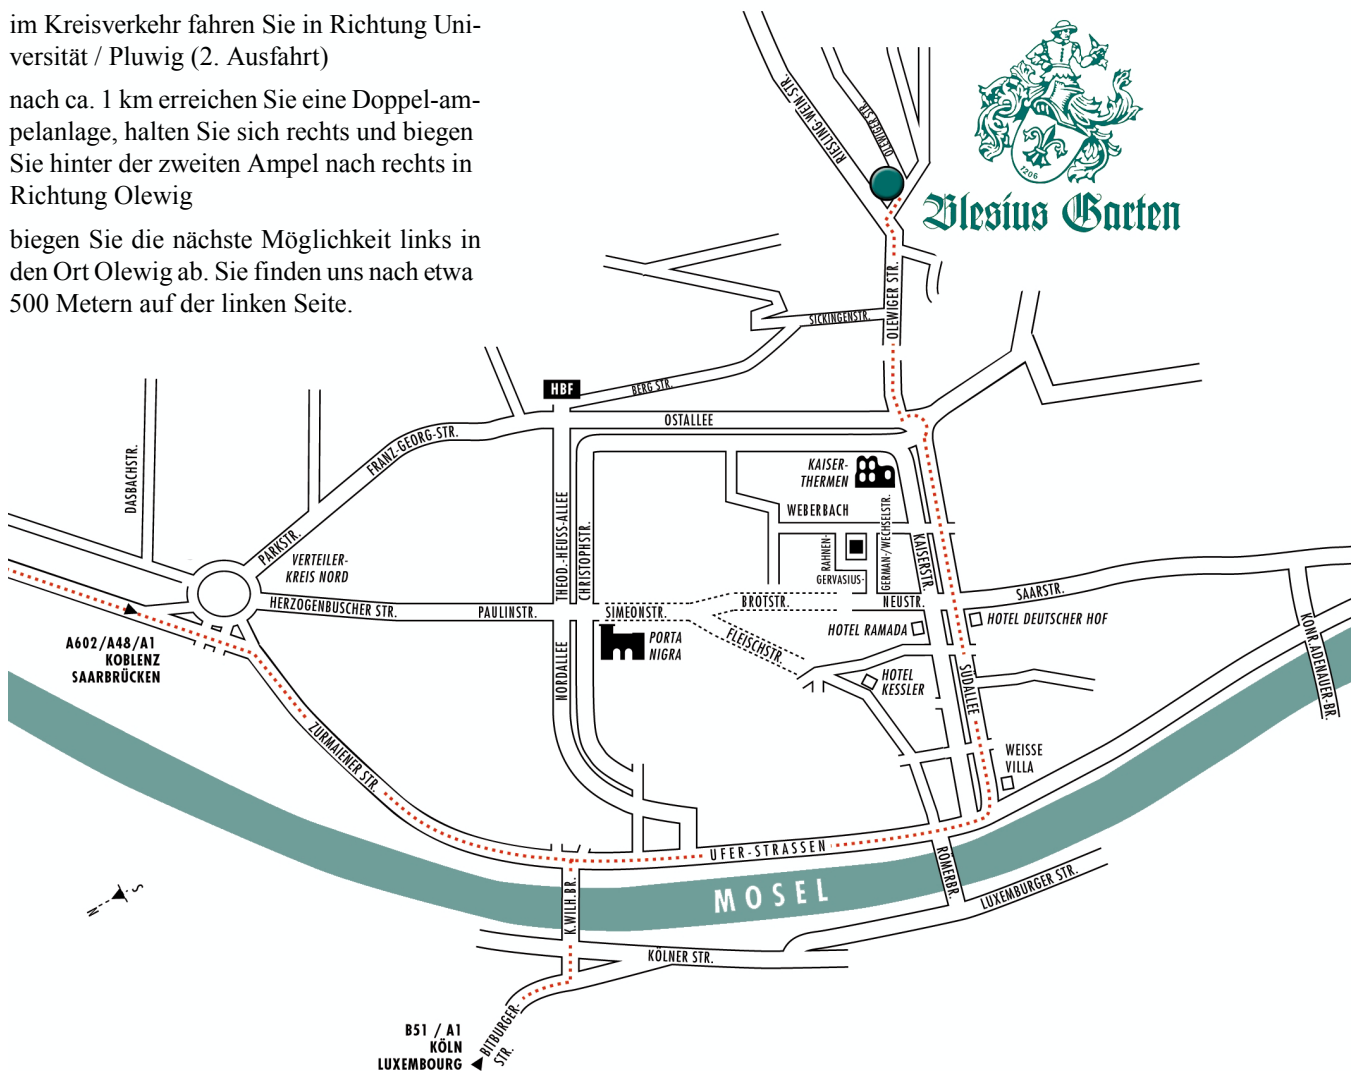 im Kreisverkehr fahren Sie in Richtung Uni-
versität / Pluwig (2. Ausfahrt)
nach ca. 1 km erreichen Sie eine Doppel-am-
pelanlage, halten Sie sich rechts und biegen
Sie hinter der zweiten Ampel nach rechts in
Richtung Olewig
biegen Sie die nächste Möglichkeit links in
den Ort Olewig ab. Sie finden uns nach etwa
500 Metern auf der linken Seite.
1206
Blesius Garten
RIESLING-WEIN-STR.
OLEWIGER STR.
OLEWIGER STR.
SICKINGENSTR.
HBF
BERG STR.
OSTALLEE
FRANZ-GEORG-STR.
DASBACHSTR.
PARKSTR.
VERTEILER-
KREIS NORD
KAISER-
THERMEN
WEBERBACH
THEOD.-HEUSS-ALLEE
CHRISTOPHSTR.
RAHNEN-
GERVASIUS-
GERMAN-/WECHSELSTR.
KAISERSTR.
HERZOGENBUSCHER STR.
PAULINSTR.
SIMEONSTR.
BROTSTR.
NEUSTR.
SAARSTR.
FLEISCHSTR.
HOTEL RAMADA
HOTEL DEUTSCHER HOF
PORTA
NIGRA
A602/A48/A1
KOBLENZ
SAARBRÜCKEN
NORDALLEE
HOTEL
KESSLER
SÜDALLEE
KONR.ADENAUER-BR.
ZURMAIENER STR.
WEISSE
VILLA
UFER-STRASSEN
MOSEL
K.WILH.BR.
RÖMERBR.
LUXEMBURGER STR.
KÖLNER STR.
S
N
B51 / A1
KÖLN
LUXEMBOURG
BITBURGER-
STR.